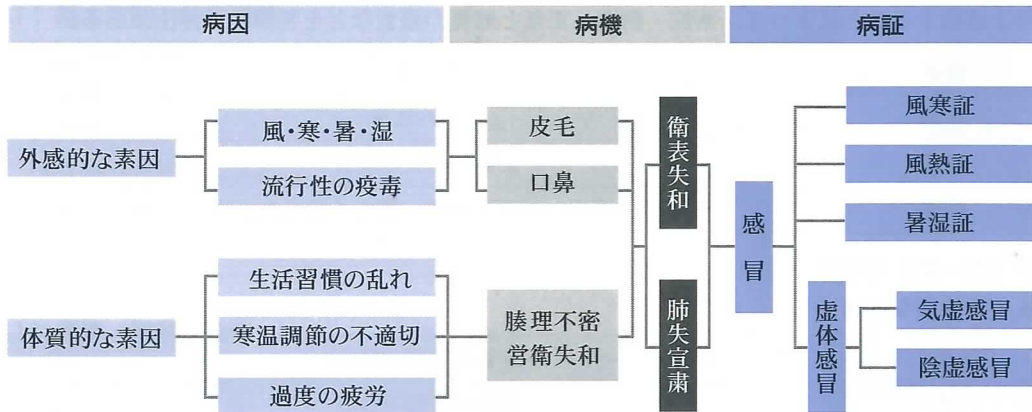 病因
病機
病証
外感的な素因
風・寒・暑・湿
流行性の疫毒
皮毛
口鼻
体質的な素因
生活習慣の乱れ
寒温調節の不適切
過度の疲労
腠理不密
営衛失和
衛表失和
肺失宣粛
感冒
風寒証
風熱証
暑湿証
虚体感冒
気虚感冒
陰虚感冒